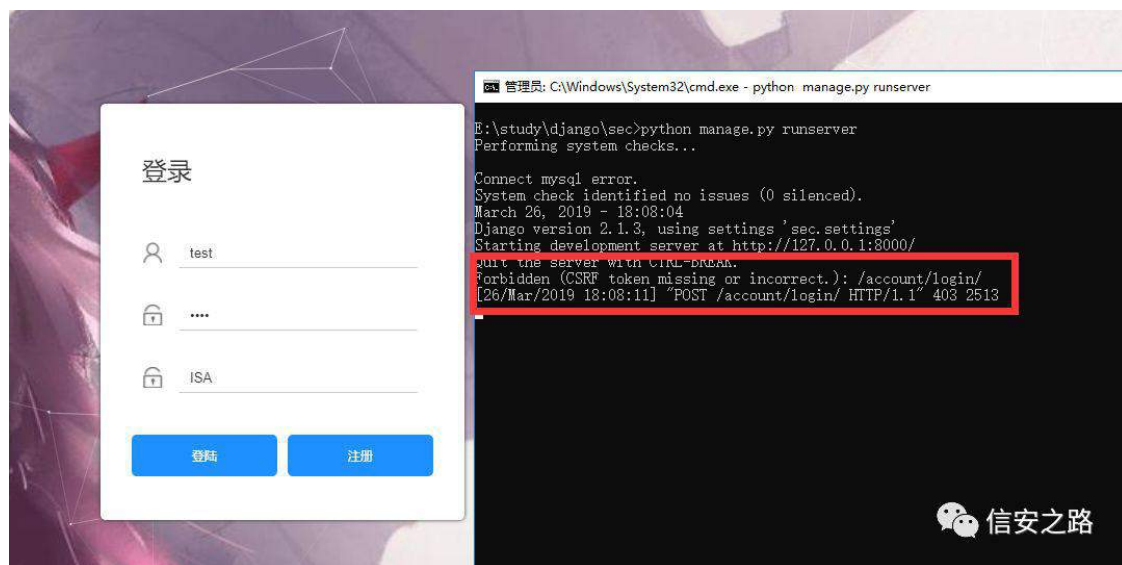 登录
test
ISA
登陆
注册
管理员: C:\Windows\System32\cmd.exe - python  manage.py runserver
E:\study\django\sec>python manage.py runserver
Performing system checks...
Connect mysql error.
System check identified no issues (0 silenced).
March 26, 2019 - 18:08:04
Django version 2.1.3, using settings 'sec.settings'
Starting development server at http://127.0.0.1:8000/
Quit the server with CTRL-BREAK.
Forbidden (CSRF token missing or incorrect.): /account/login/
[26/Mar/2019 18:08:11] "POST /account/login/ HTTP/1.1" 403 2513
信安之路